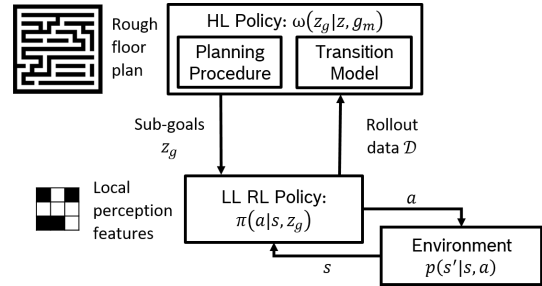 Rough
floor
plan
HL Policy: ω(z_g|z, g_m)
Planning
Procedure
Transition
Model
Sub-goals
z_g
Rollout
data 𝒟
Local
perception
features
LL RL Policy:
π(a|s, z_g)
a
Environment
p(s′|s, a)
s